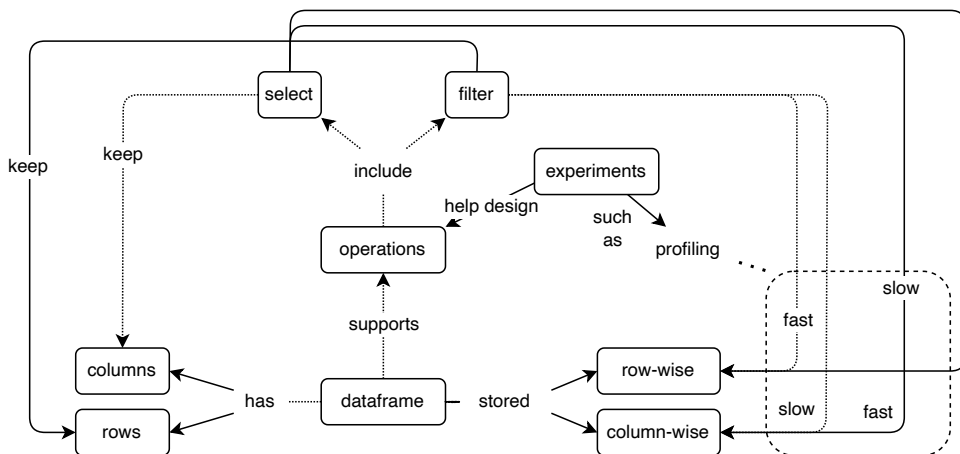 select
filter
keep
keep
include
experiments
help design
such
as
operations
profiling
slow
supports
fast
columns
row-wise
has
dataframe
stored
slow
fast
rows
column-wise